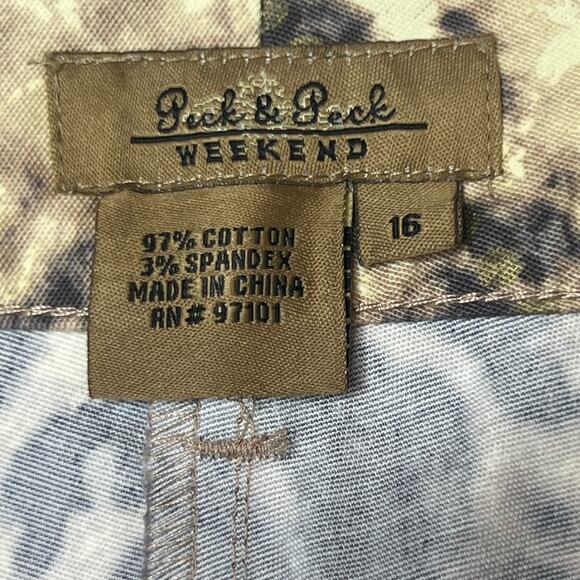 Peck & Peck
WEEKEND
97% COTTON
3% SPANDEX
MADE IN CHINA
RN# 97101
16